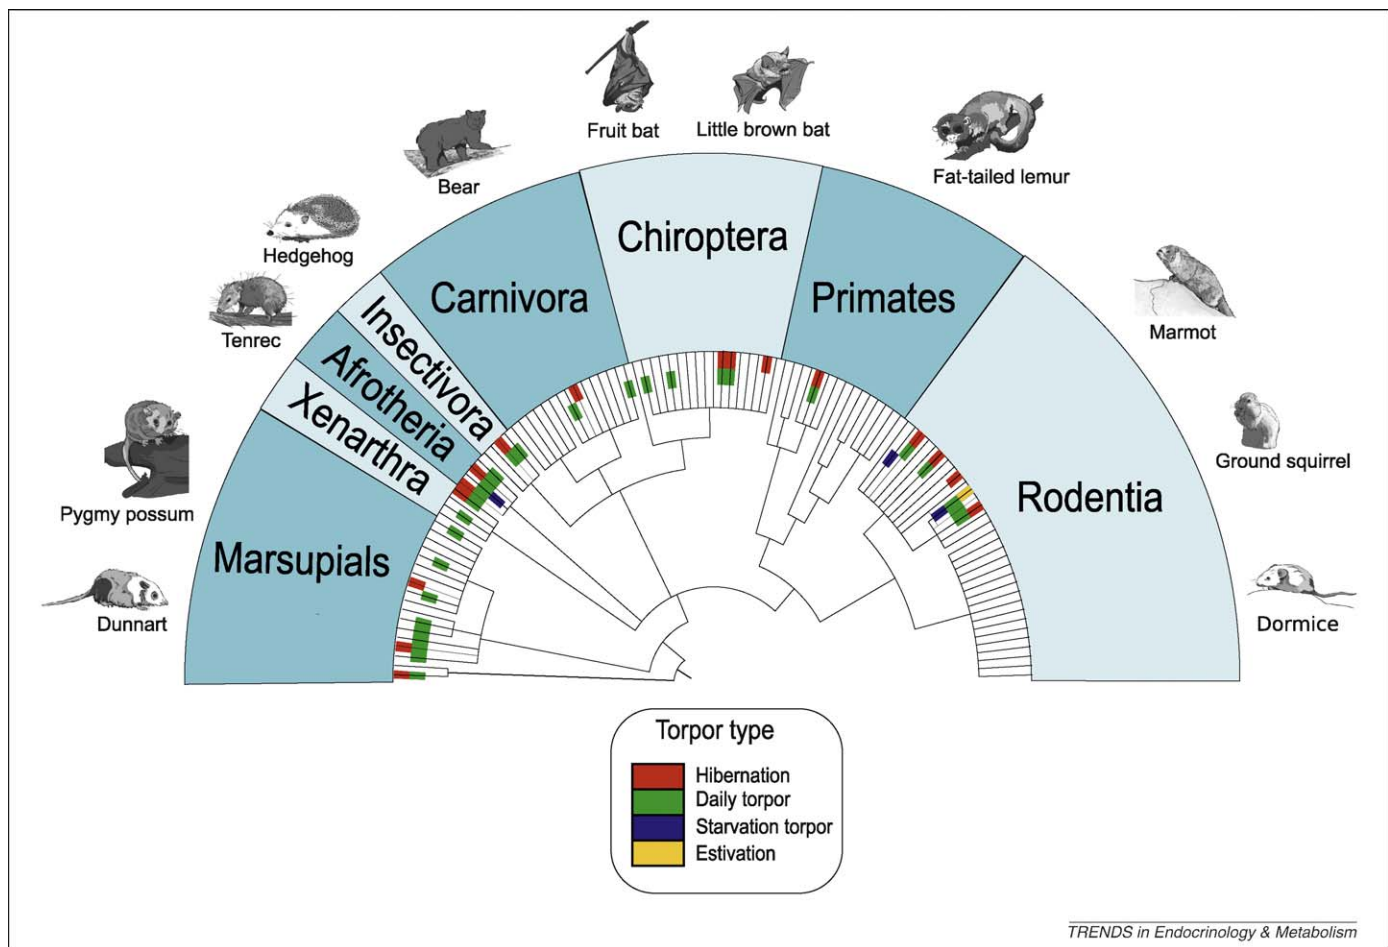 Fruit bat
Little brown bat
Bear
Fat-tailed lemur
Hedgehog
Tenrec
Marmot
Pygmy possum
Ground squirrel
Dunnart
Dormice
Marsupials
Xenarthra
Afrotheria
Insectivora
Carnivora
Chiroptera
Primates
Rodentia
Torpor type
Hibernation
Daily torpor
Starvation torpor
Estivation
TRENDS in Endocrinology & Metabolism